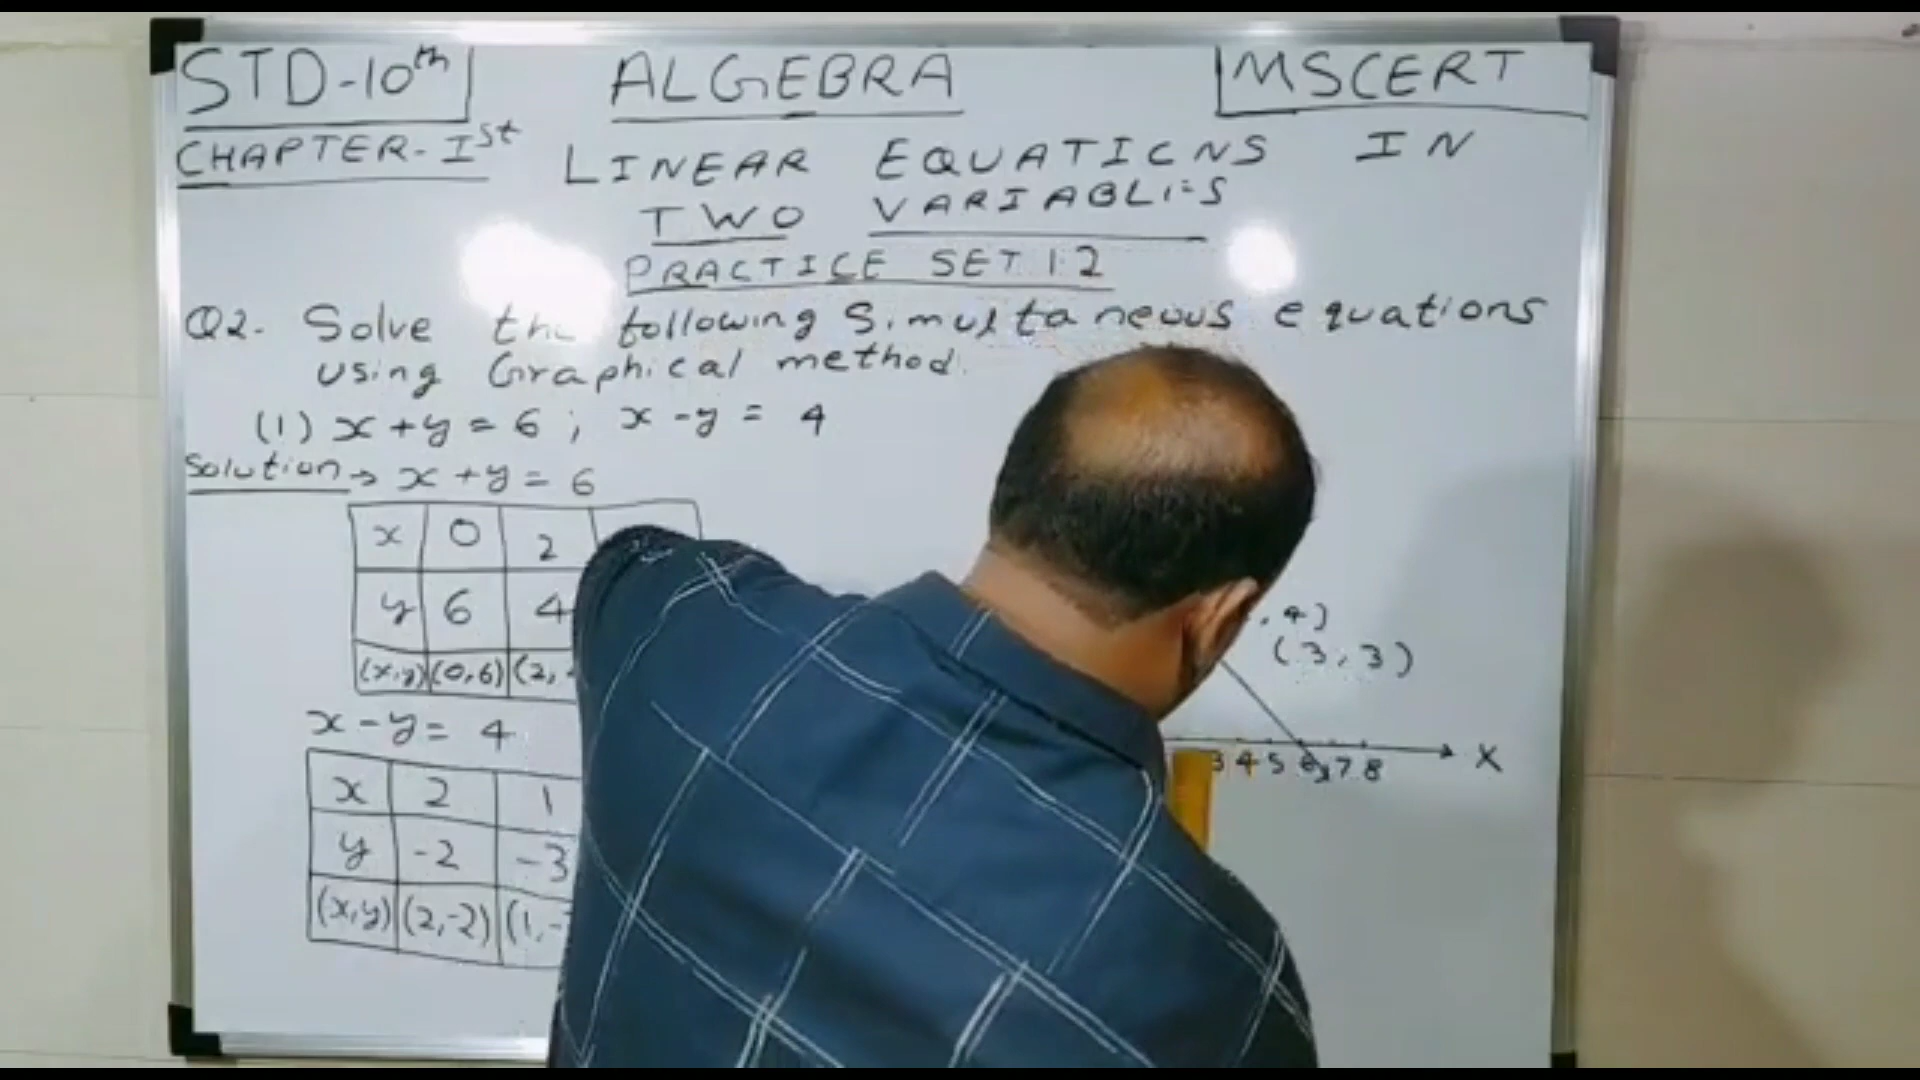 STD-10th ALGEBRA MSCERT
CHAPTER-Ist LINEAR EQUATIONS IN
TWO VARIABLES
PRACTICE SET 1.2
Q2. Solve the following Simultaneous equations
using Graphical method.
(1) x + y = 6 ; x - y = 4
Solution → x + y = 6
x 0 2
y 6 4
(x,y) (0,6) (2,
, 4)
(3, 3)
x - y = 4
3 4 5 6 7 8 X
x 2 1
y -2 -3
(x,y) (2,-2) (1,-